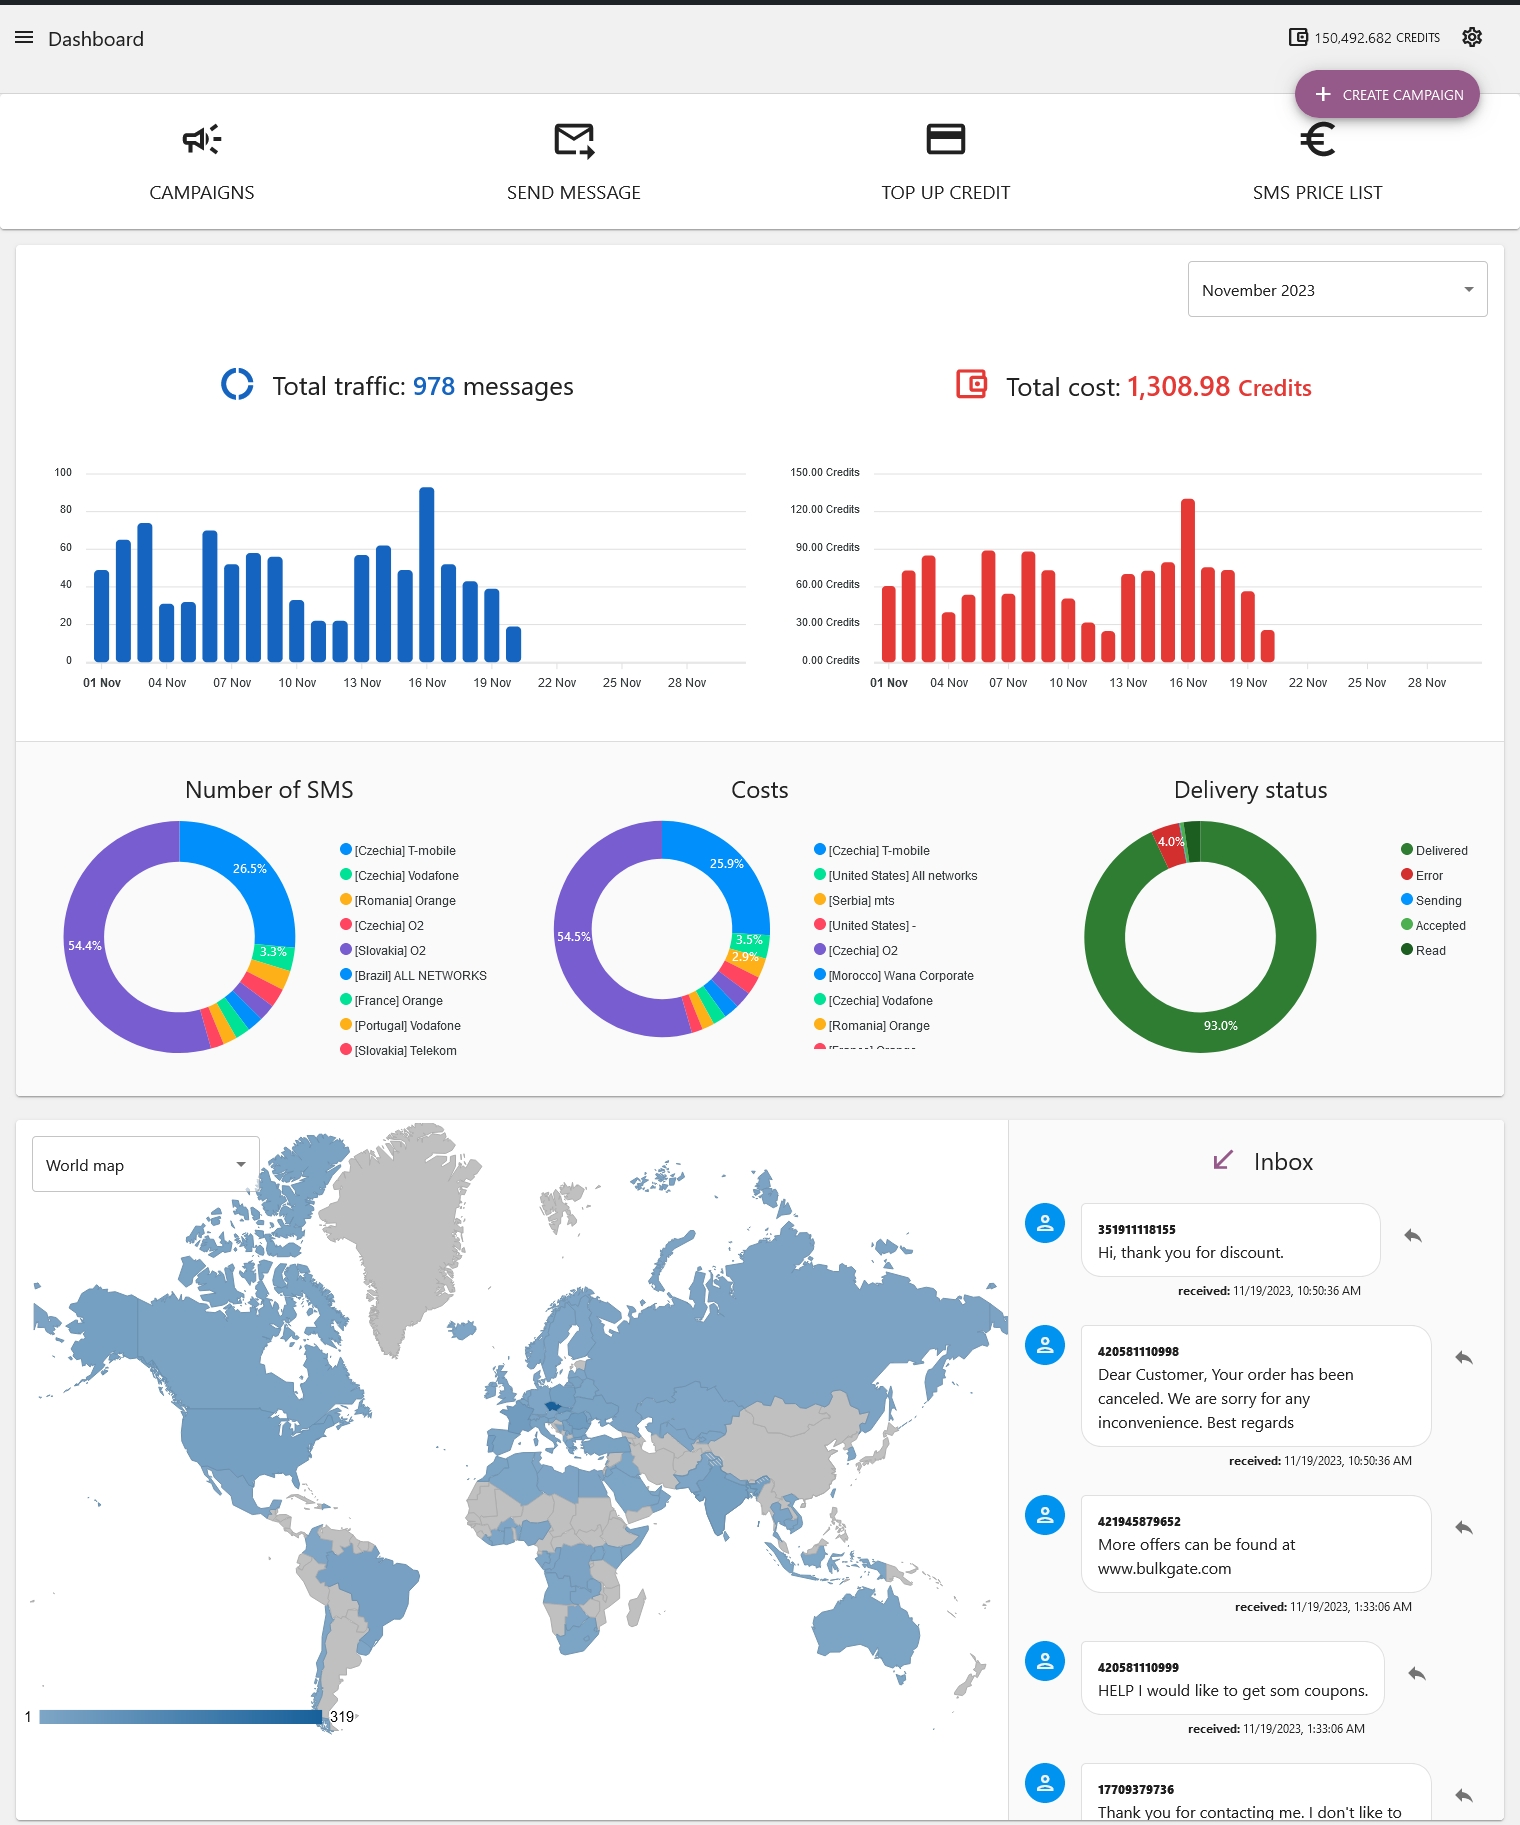 Dashboard
150,492.682 CREDITS
CREATE CAMPAIGN
CAMPAIGNS
SEND MESSAGE
TOP UP CREDIT
SMS PRICE LIST
November 2023
Total traffic: 978 messages
Total cost: 1,308.98 Credits
100
80
60
40
20
0
01 Nov
04 Nov
07 Nov
10 Nov
13 Nov
16 Nov
19 Nov
22 Nov
25 Nov
28 Nov
150.00 Credits
120.00 Credits
90.00 Credits
60.00 Credits
30.00 Credits
0.00 Credits
01 Nov
04 Nov
07 Nov
10 Nov
13 Nov
16 Nov
19 Nov
22 Nov
25 Nov
28 Nov
Number of SMS
26.5%
3.3%
54.4%
[Czechia] T-mobile
[Czechia] Vodafone
[Romania] Orange
[Czechia] O2
[Slovakia] O2
[Brazil] ALL NETWORKS
[France] Orange
[Portugal] Vodafone
[Slovakia] Telekom
Costs
25.9%
3.5%
2.9%
54.5%
[Czechia] T-mobile
[United States] All networks
[Serbia] mts
[United States] -
[Czechia] O2
[Morocco] Wana Corporate
[Czechia] Vodafone
[Romania] Orange
Delivery status
4.0%
93.0%
Delivered
Error
Sending
Accepted
Read
World map
1
319
Inbox
351911118155
Hi, thank you for discount.
received: 11/19/2023, 10:50:36 AM
420581110998
Dear Customer, Your order has been
canceled. We are sorry for any
inconvenience. Best regards
received: 11/19/2023, 10:50:36 AM
421945879652
More offers can be found at
www.bulkgate.com
received: 11/19/2023, 1:33:06 AM
420581110999
HELP I would like to get som coupons.
received: 11/19/2023, 1:33:06 AM
17709379736
Thank you for contacting me. I don't like to